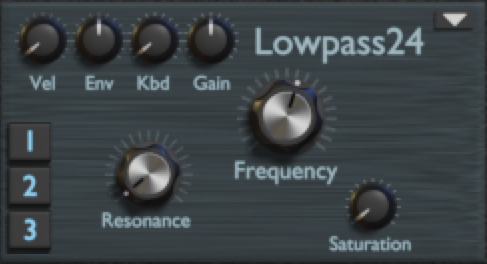 Lowpass24
Vel Env Kbd Gain
1
Frequency
2
Resonance
3
Saturation